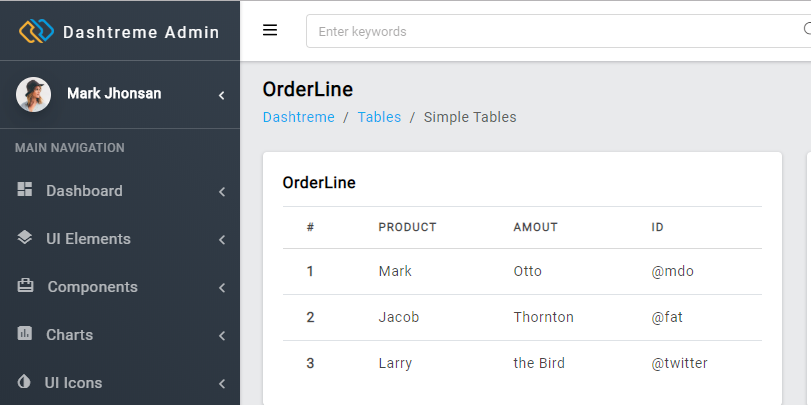 Dashtreme Admin
Enter keywords
Mark Jhonsan
MAIN NAVIGATION
Dashboard
UI Elements
Components
Charts
UI Icons
OrderLine
Dashtreme / Tables / Simple Tables
OrderLine
# PRODUCT AMOUT ID
1 Mark Otto @mdo
2 Jacob Thornton @fat
3 Larry the Bird @twitter